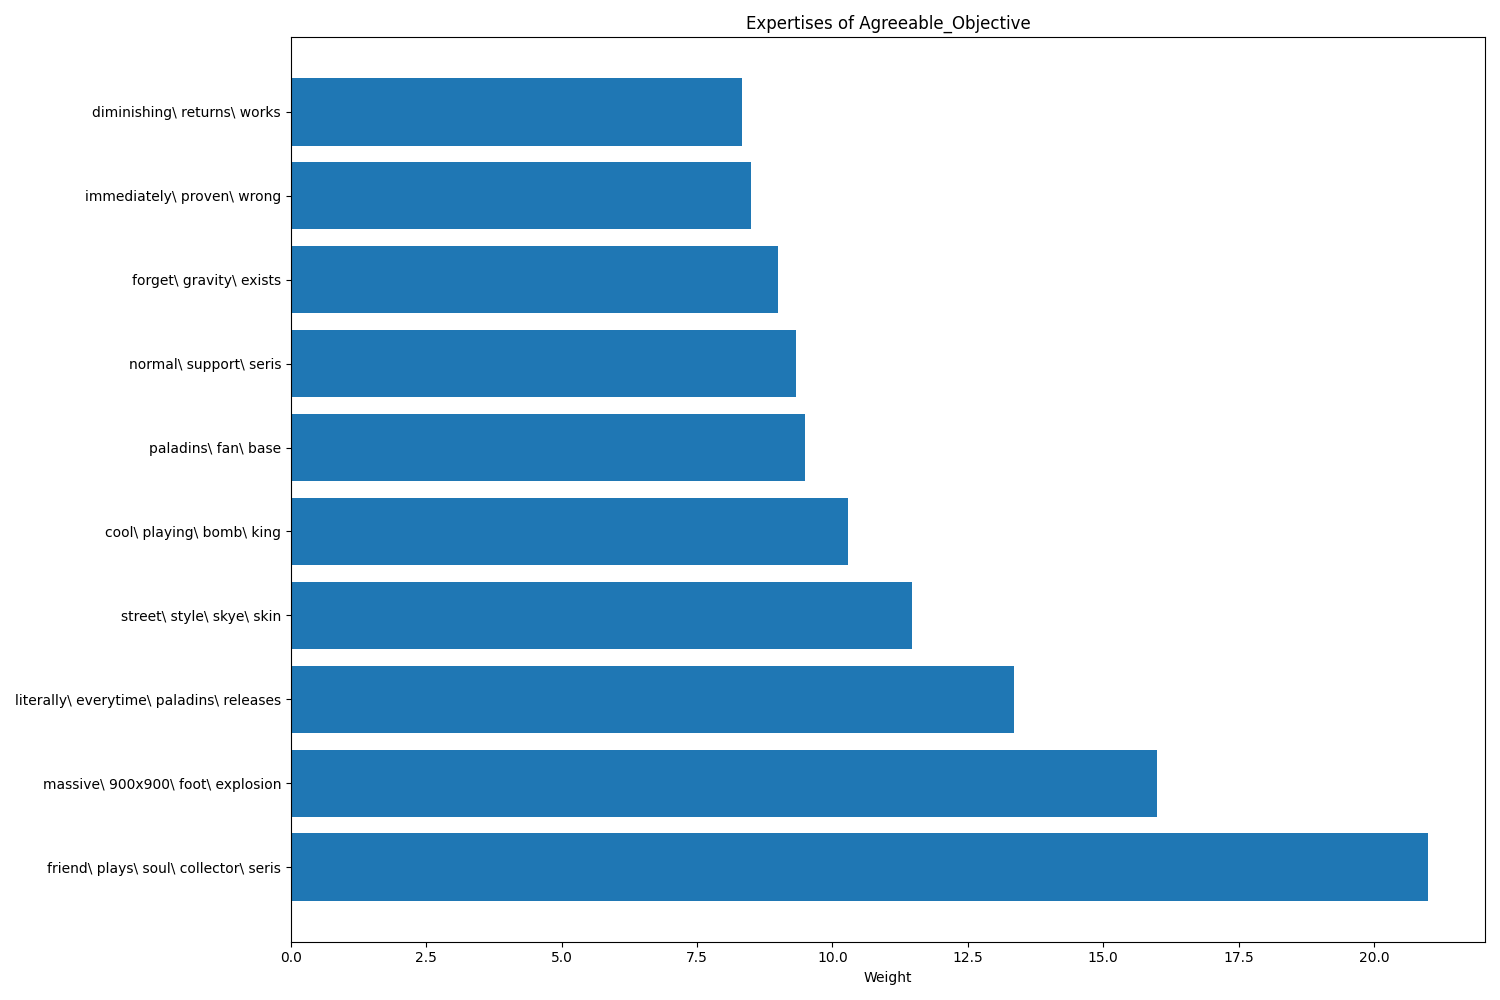 Expertises of Agreeable_Objective
diminishing\ returns\ works
immediately\ proven\ wrong
forget\ gravity\ exists
normal\ support\ seris
paladins\ fan\ base
cool\ playing\ bomb\ king
street\ style\ skye\ skin
literally\ everytime\ paladins\ releases
massive\ 900x900\ foot\ explosion
friend\ plays\ soul\ collector\ seris
0.0 2.5 5.0 7.5 10.0 12.5 15.0 17.5 20.0
Weight